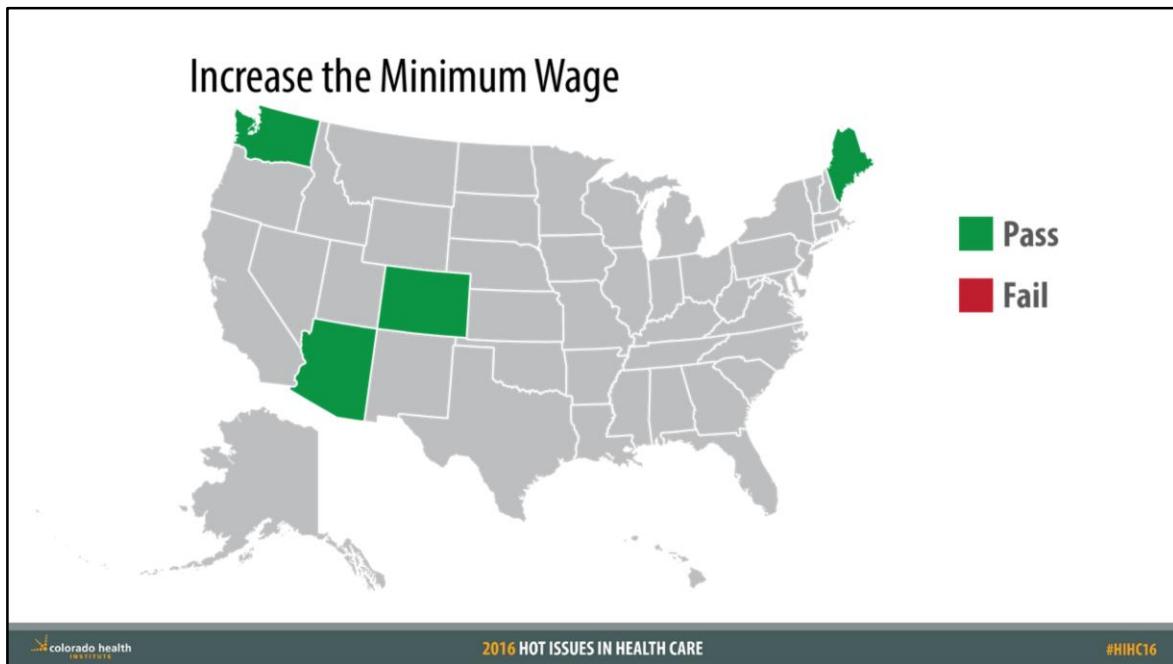 Increase the Minimum Wage
Pass
Fail
colorado health
INSTITUTE
2016 HOT ISSUES IN HEALTH CARE
#HIHC16